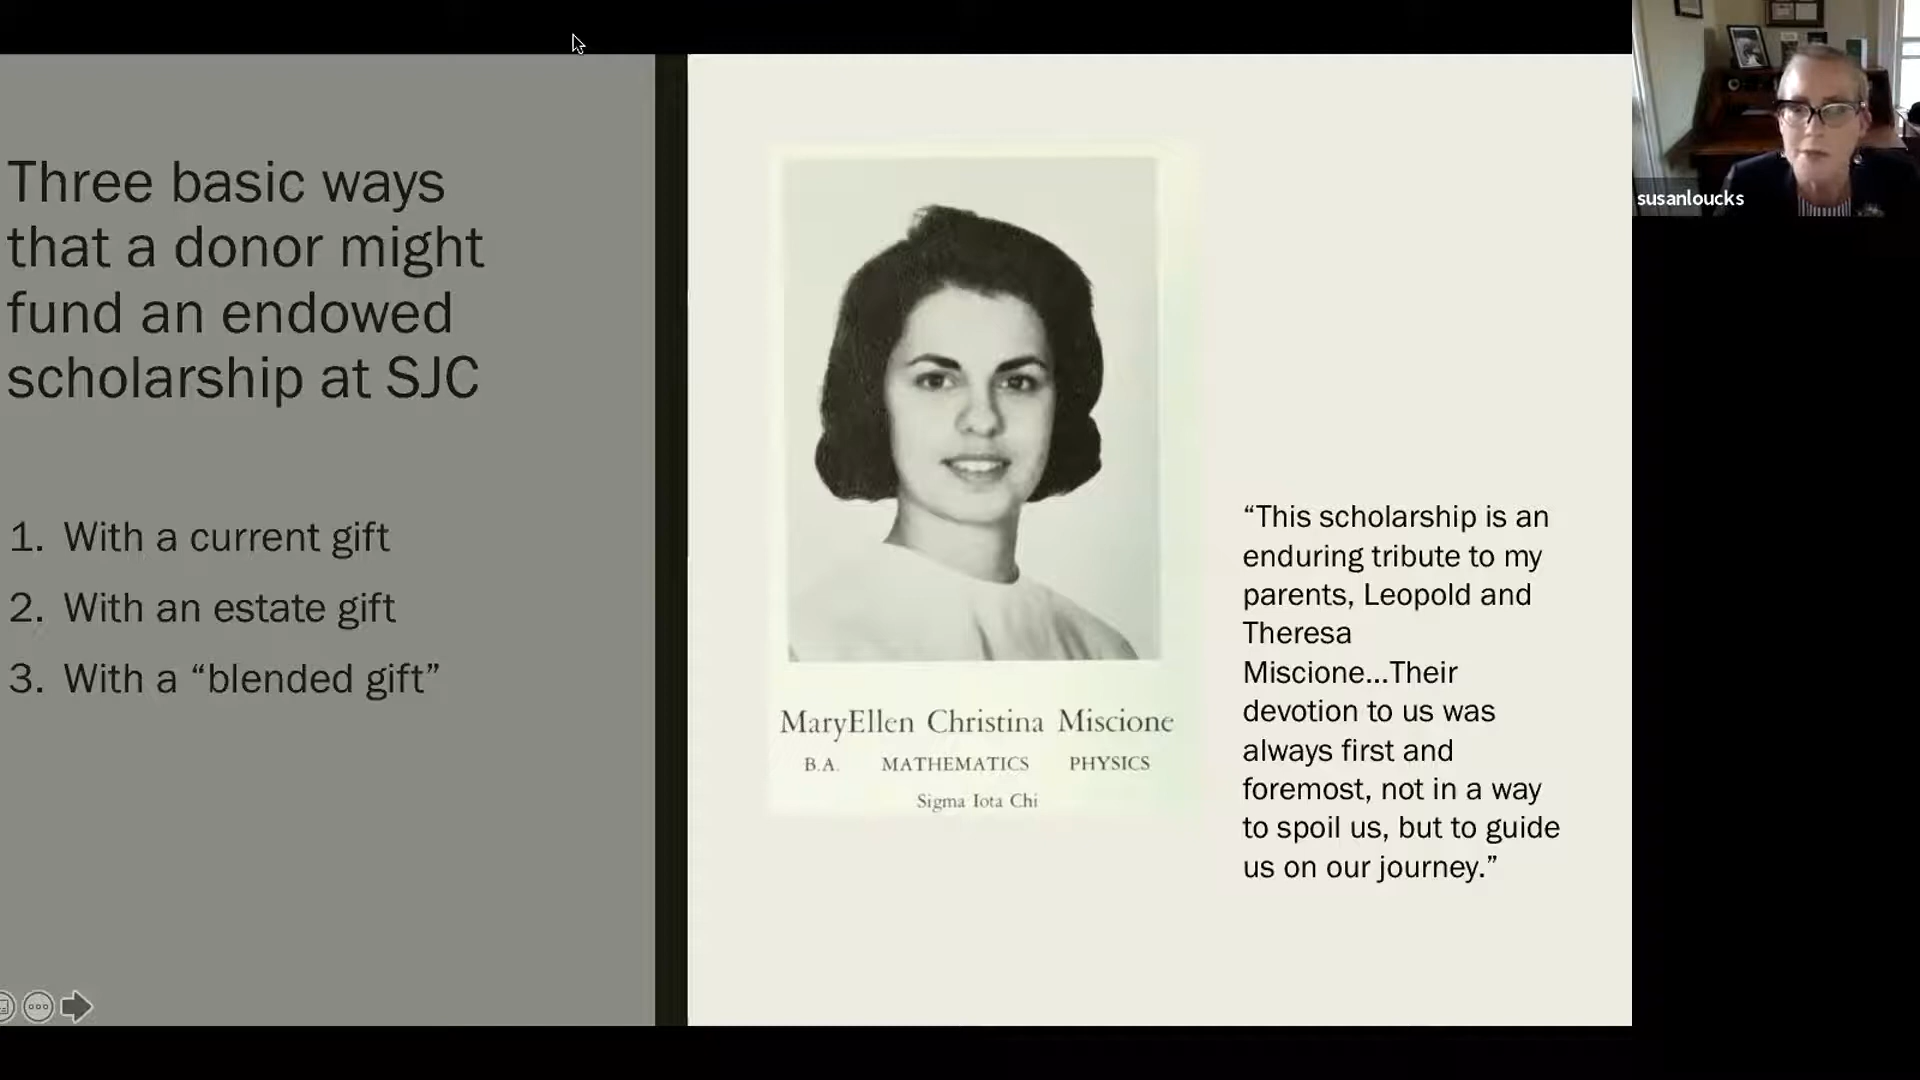 Three basic ways
that a donor might
fund an endowed
scholarship at SJC
1. With a current gift
2. With an estate gift
3. With a “blended gift”
MaryEllen Christina Miscione
B.A. MATHEMATICS PHYSICS
Sigma Iota Chi
“This scholarship is an
enduring tribute to my
parents, Leopold and
Theresa
Miscione...Their
devotion to us was
always first and
foremost, not in a way
to spoil us, but to guide
us on our journey.”
susanloucks